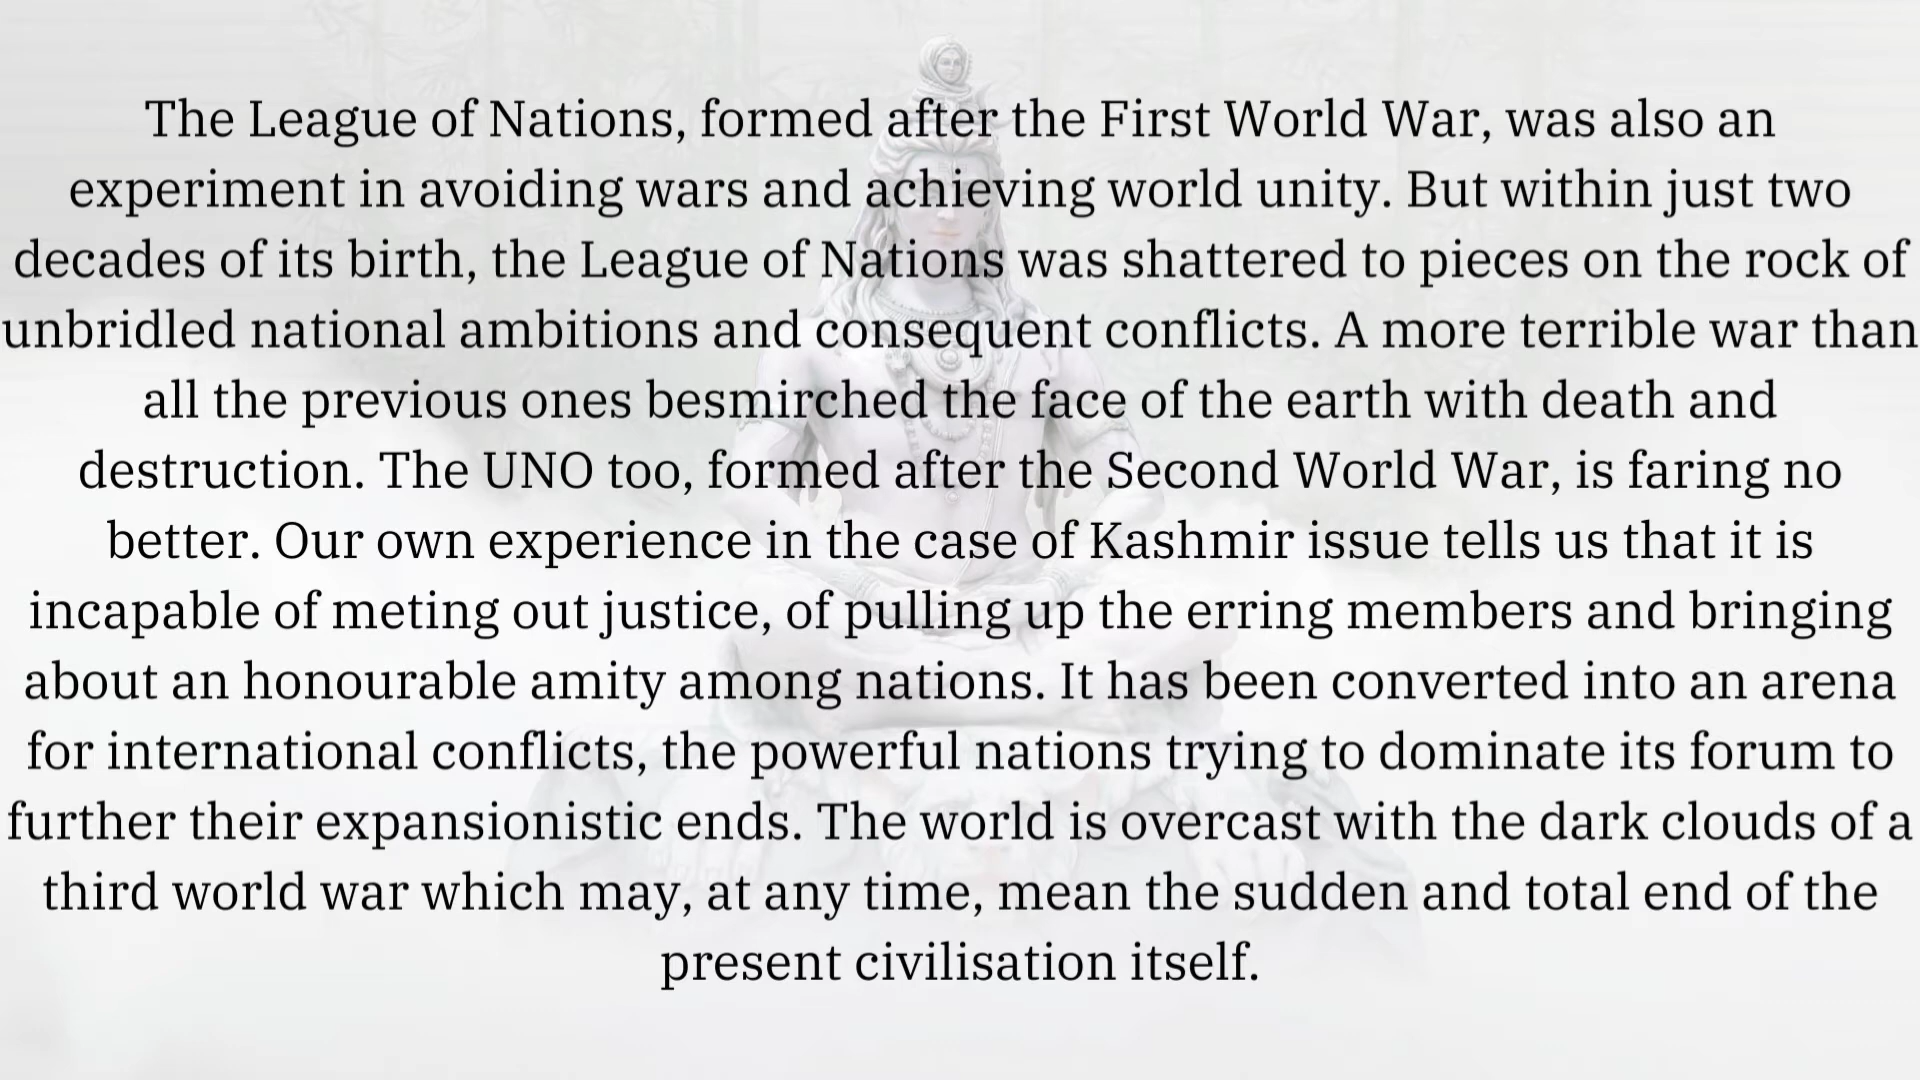 The League of Nations, formed after the First World War, was also an
experiment in avoiding wars and achieving world unity. But within just two
decades of its birth, the League of Nations was shattered to pieces on the rock of
unbridled national ambitions and consequent conflicts. A more terrible war than
all the previous ones besmirched the face of the earth with death and
destruction. The UNO too, formed after the Second World War, is faring no
better. Our own experience in the case of Kashmir issue tells us that it is
incapable of meting out justice, of pulling up the erring members and bringing
about an honourable amity among nations. It has been converted into an arena
for international conflicts, the powerful nations trying to dominate its forum to
further their expansionistic ends. The world is overcast with the dark clouds of a
third world war which may, at any time, mean the sudden and total end of the
present civilisation itself.